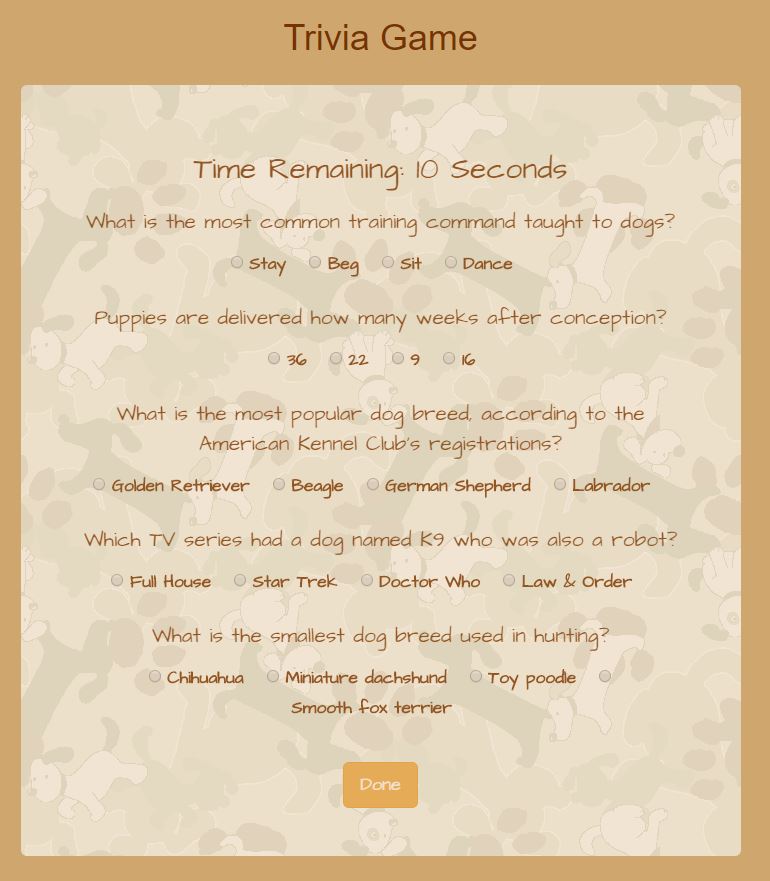 Trivia Game
Time Remaining: 10 Seconds
What is the most common training command taught to dogs?
Stay Beg Sit Dance
Puppies are delivered how many weeks after conception?
36 22 9 16
What is the most popular dog breed, according to the
American Kennel Club's registrations?
Golden Retriever Beagle German Shepherd Labrador
Which TV series had a dog named K9 who was also a robot?
Full House Star Trek Doctor Who Law & Order
What is the smallest dog breed used in hunting?
Chihuahua Miniature dachshund Toy poodle
Smooth fox terrier
Done